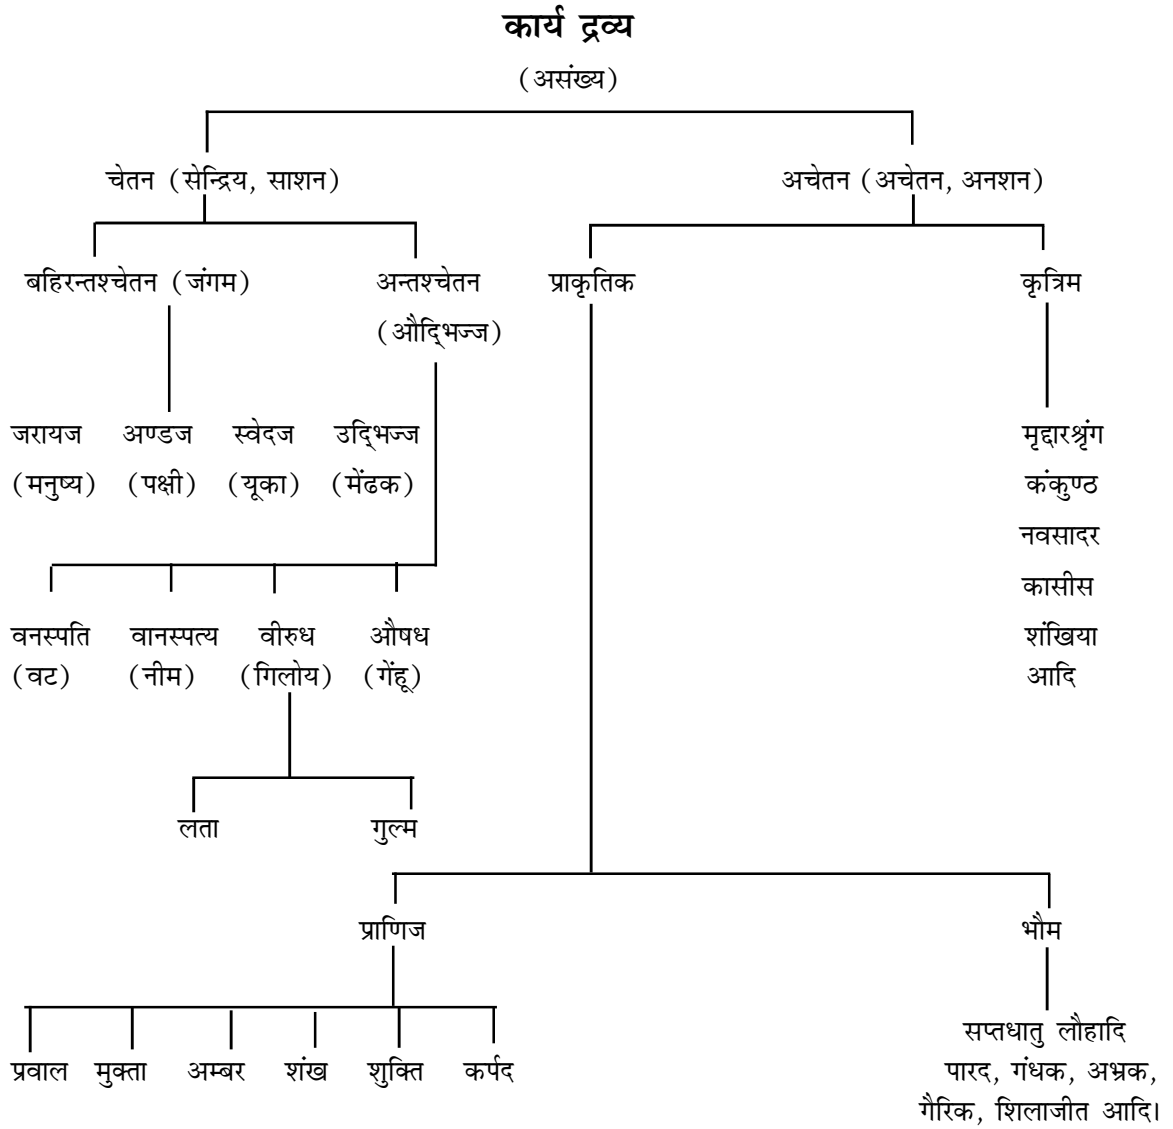 कार्य द्रव्य
(असंख्य)
चेतन (सेन्द्रिय, साशन) अचेतन (अचेतन, अनशन)
बहिरन्तश्चेतन (जंगम) अन्तश्चेतन प्राकृतिक कृत्रिम
(औद्भिज्ज)
जरायज अण्डज स्वेदज उद्भिज्ज मृद्दारश्रृंग
(मनुष्य) (पक्षी) (यूका) (मेंढक) कंकुण्ठ
नवसादर
कासीस
वनस्पति वानस्पत्य वीरुध औषध शंखिया
(वट) (नीम) (गिलोय) (गेंहू) आदि
लता गुल्म
प्राणिज भौम
सप्तधातु लौहादि
प्रवाल मुक्ता अम्बर शंख शुक्ति कर्पद पारद, गंधक, अभ्रक,
गैरिक, शिलाजीत आदि।